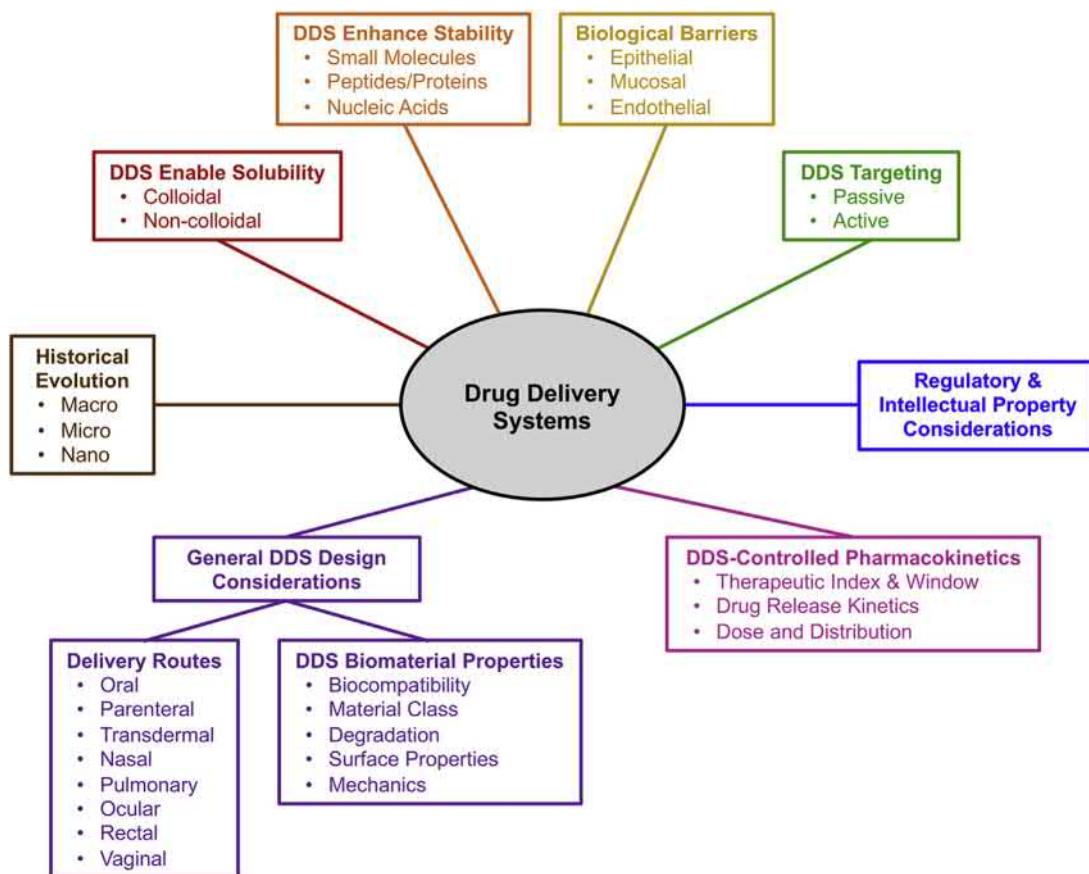 DDS Enhance Stability
• Small Molecules
• Peptides/Proteins
• Nucleic Acids
Biological Barriers
• Epithelial
• Mucosal
• Endothelial
DDS Enable Solubility
• Colloidal
• Non-colloidal
DDS Targeting
• Passive
• Active
Historical
Evolution
• Macro
• Micro
• Nano
Drug Delivery
Systems
Regulatory &
Intellectual Property
Considerations
General DDS Design
Considerations
DDS-Controlled Pharmacokinetics
• Therapeutic Index & Window
• Drug Release Kinetics
• Dose and Distribution
Delivery Routes
• Oral
• Parenteral
• Transdermal
• Nasal
• Pulmonary
• Ocular
• Rectal
• Vaginal
DDS Biomaterial Properties
• Biocompatibility
• Material Class
• Degradation
• Surface Properties
• Mechanics